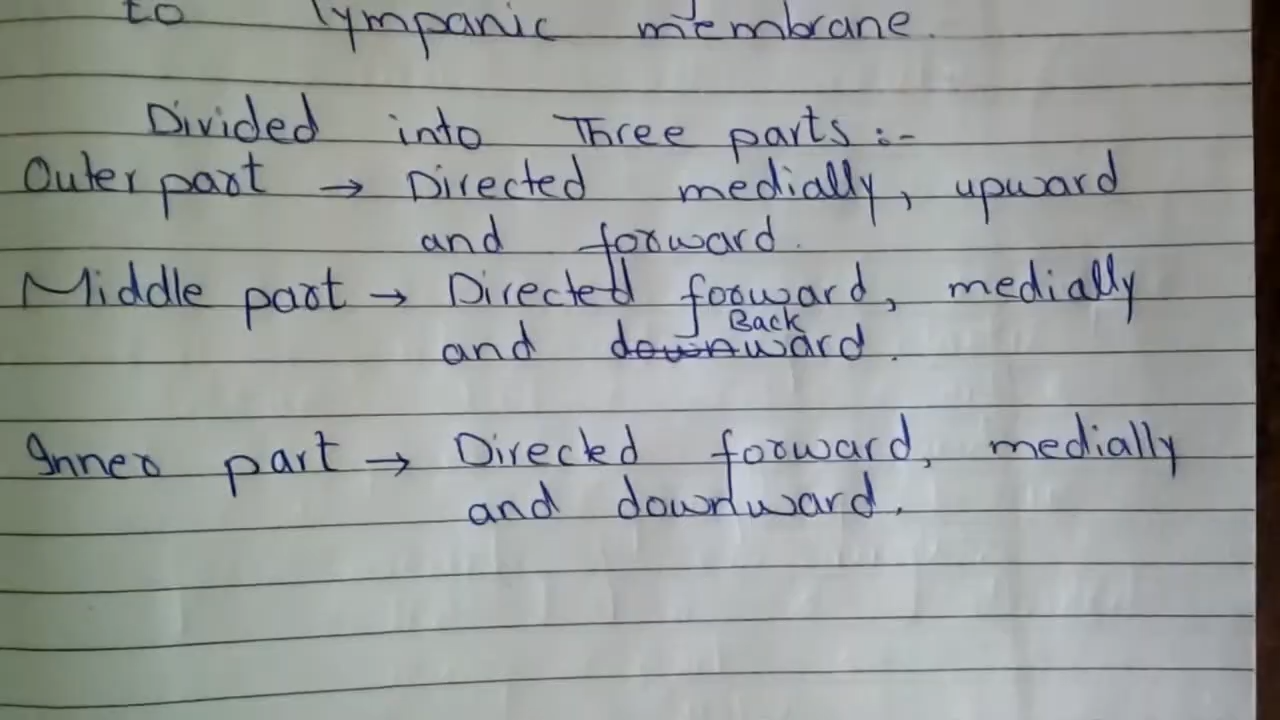 to Tympanic membrane.
Divided into Three parts :-
Outer part → Directed medially, upward
and forward.
Middle part → Directed forward, medially
Back
and downward.
Inner part → Directed forward, medially
and downward.